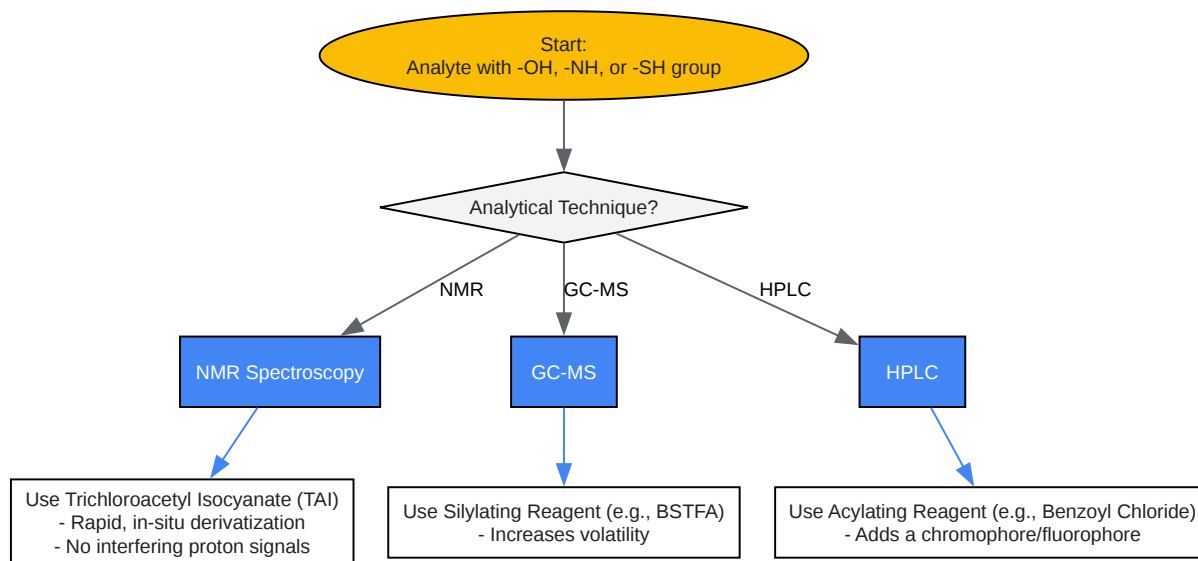 Start:
Analyte with -OH, -NH, or -SH group
Analytical Technique?
NMR
GC-MS
HPLC
NMR Spectroscopy
GC-MS
HPLC
Use Trichloroacetyl Isocyanate (TAI)
- Rapid, in-situ derivatization
- No interfering proton signals
Use Silylating Reagent (e.g., BSTFA)
- Increases volatility
Use Acylating Reagent (e.g., Benzoyl Chloride)
- Adds a chromophore/fluorophore